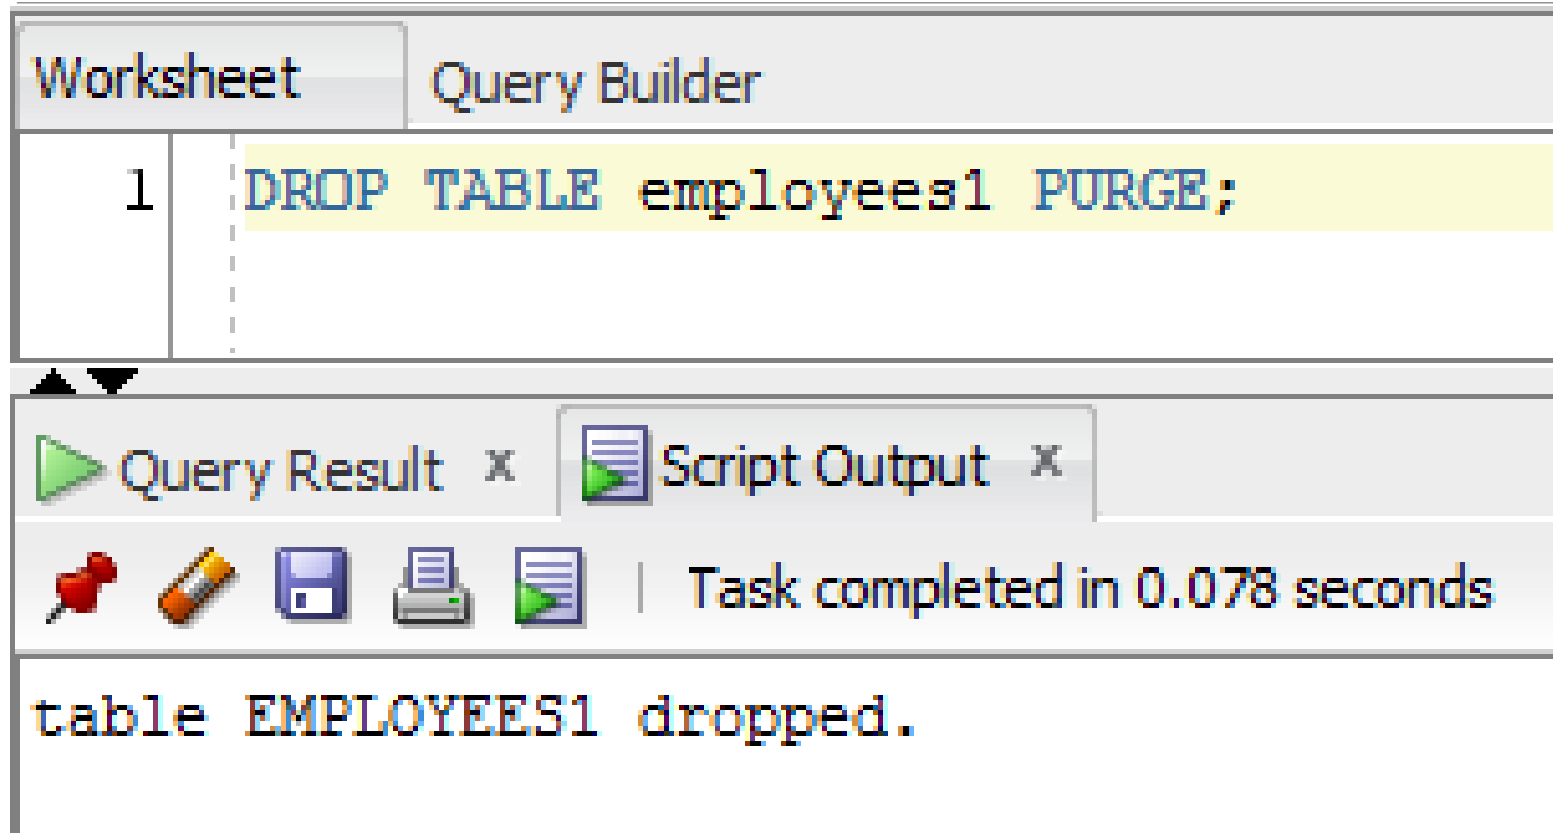 Worksheet Query Builder
1 DROP TABLE employees1 PURGE;
Query Result x Script Output x
Task completed in 0.078 seconds
table EMPLOYEES1 dropped.